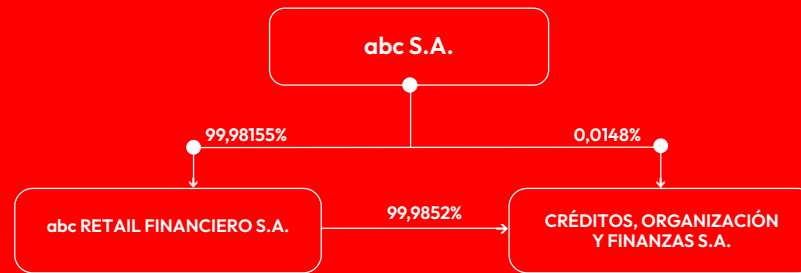 abc S.A.
99,98155%
0,0148%
abc RETAIL FINANCIERO S.A.
99,9852%
CRÉDITOS, ORGANIZACIÓN
Y FINANZAS S.A.